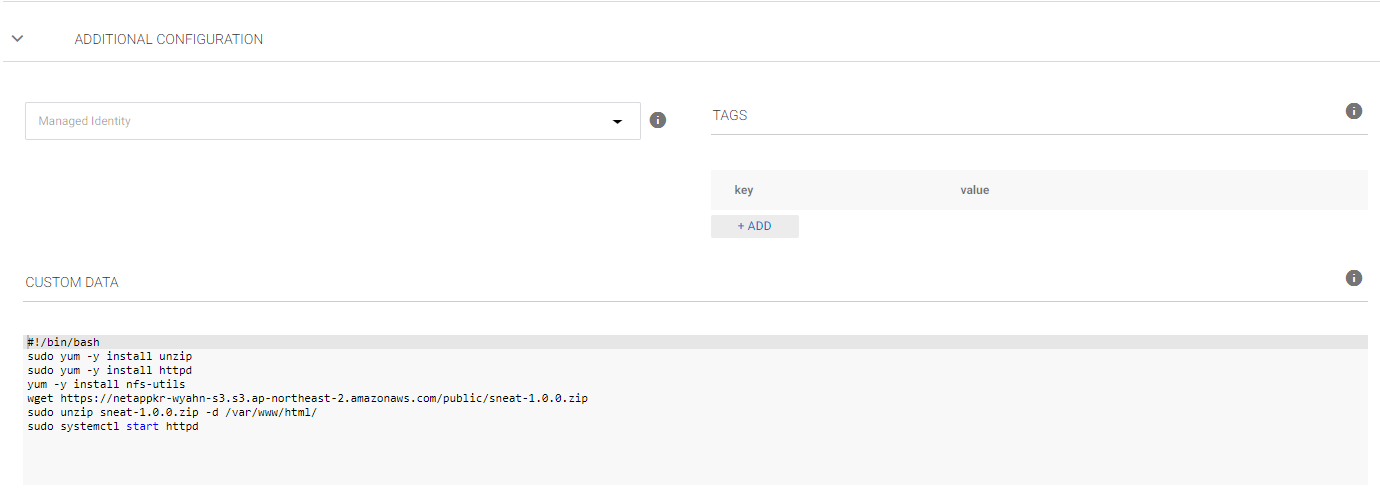 ADDITIONAL CONFIGURATION
Managed Identity
TAGS
key value
+ ADD
CUSTOM DATA
#!/bin/bash
sudo yum -y install unzip
sudo yum -y install httpd
yum -y install nfs-utils
wget https://netappkr-wyahn-s3.s3.ap-northeast-2.amazonaws.com/public/sneat-1.0.0.zip
sudo unzip sneat-1.0.0.zip -d /var/www/html/
sudo systemctl start httpd